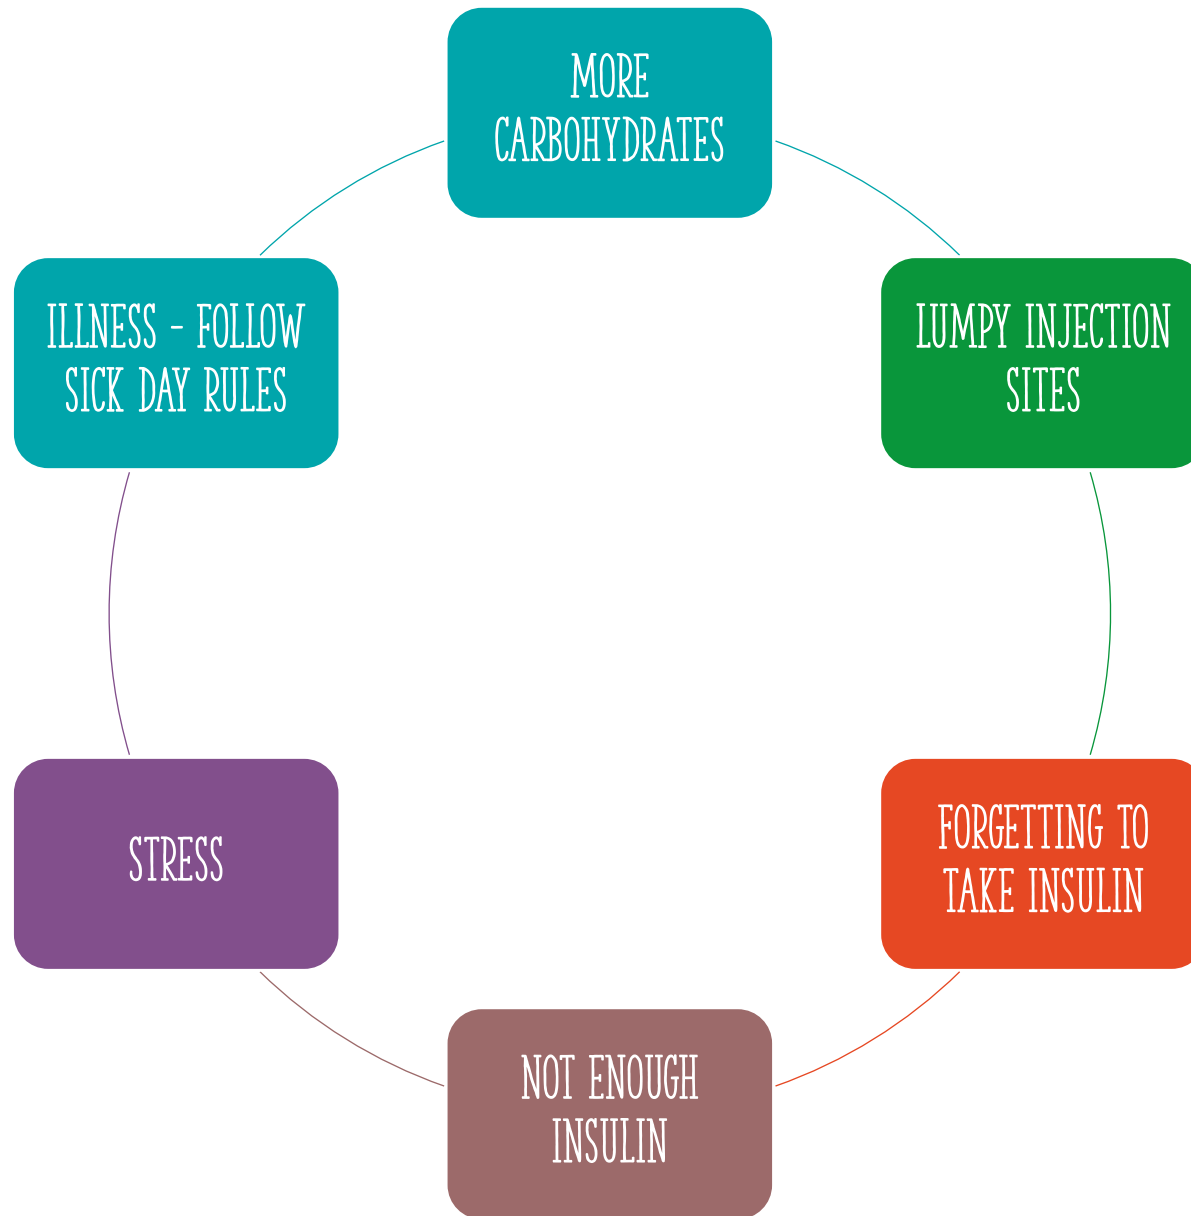 MORE
CARBOHYDRATES
LUMPY INJECTION
SITES
FORGETTING TO
TAKE INSULIN
NOT ENOUGH
INSULIN
STRESS
ILLNESS - FOLLOW
SICK DAY RULES